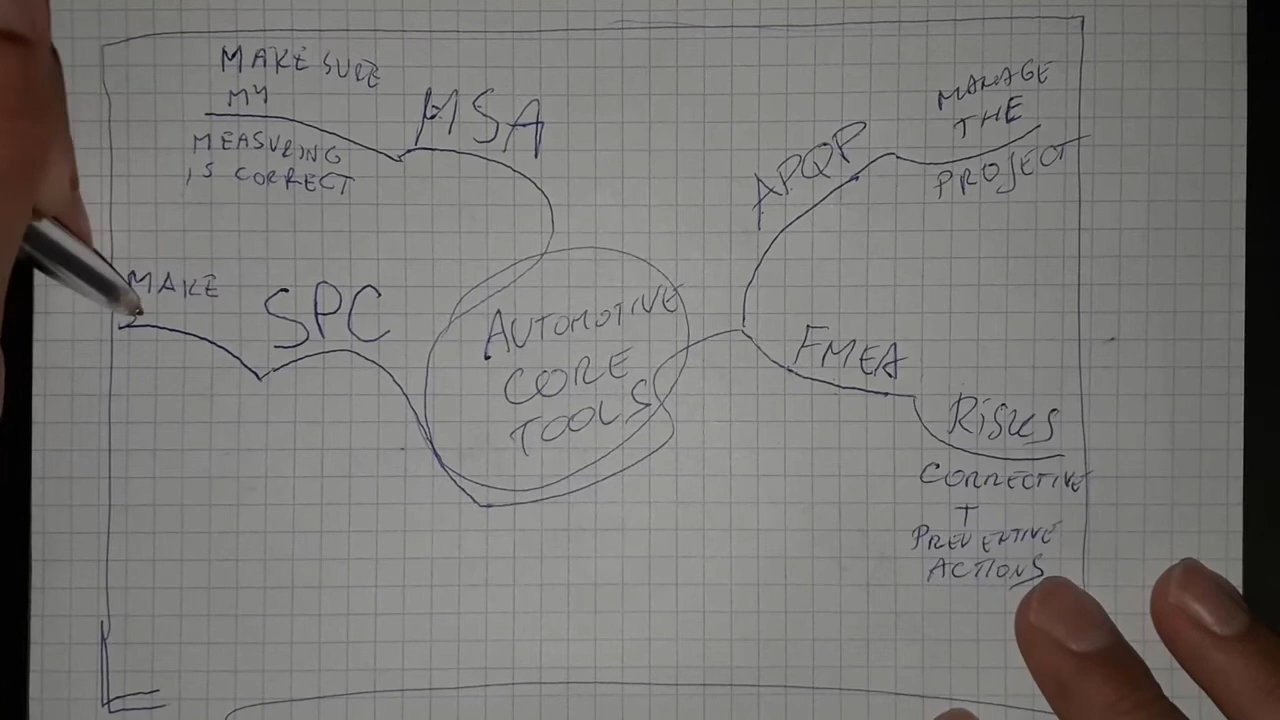 MAKE SURE
MY
MEASURING
IS CORRECT
MSA
MAKE
SPC
AUTOMOTIVE
CORE
TOOLS
APQP
MANAGE
THE
PROJECT
FMEA
RISKS
CORRECTIVE
+
PREVENTIVE
ACTIONS